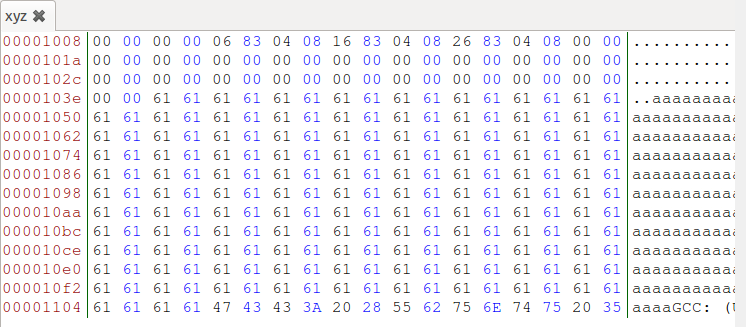 xyz ✖
00001008 00 00 00 00 06 83 04 08 16 83 04 08 26 83 04 08 00 00 ...........
0000101a 00 00 00 00 00 00 00 00 00 00 00 00 00 00 00 00 00 00 ...........
0000102c 00 00 00 00 00 00 00 00 00 00 00 00 00 00 00 00 00 00 ...........
0000103e 00 00 61 61 61 61 61 61 61 61 61 61 61 61 61 61 61 61 ..aaaaaaaaa
00001050 61 61 61 61 61 61 61 61 61 61 61 61 61 61 61 61 61 61 aaaaaaaaaaa
00001062 61 61 61 61 61 61 61 61 61 61 61 61 61 61 61 61 61 61 aaaaaaaaaaa
00001074 61 61 61 61 61 61 61 61 61 61 61 61 61 61 61 61 61 61 aaaaaaaaaaa
00001086 61 61 61 61 61 61 61 61 61 61 61 61 61 61 61 61 61 61 aaaaaaaaaaa
00001098 61 61 61 61 61 61 61 61 61 61 61 61 61 61 61 61 61 61 aaaaaaaaaaa
000010aa 61 61 61 61 61 61 61 61 61 61 61 61 61 61 61 61 61 61 aaaaaaaaaaa
000010bc 61 61 61 61 61 61 61 61 61 61 61 61 61 61 61 61 61 61 aaaaaaaaaaa
000010ce 61 61 61 61 61 61 61 61 61 61 61 61 61 61 61 61 61 61 aaaaaaaaaaa
000010e0 61 61 61 61 61 61 61 61 61 61 61 61 61 61 61 61 61 61 aaaaaaaaaaa
000010f2 61 61 61 61 61 61 61 61 61 61 61 61 61 61 61 61 61 61 aaaaaaaaaaa
00001104 61 61 61 61 47 43 43 3A 20 28 55 62 75 6E 74 75 20 35 aaaaGCC: (U